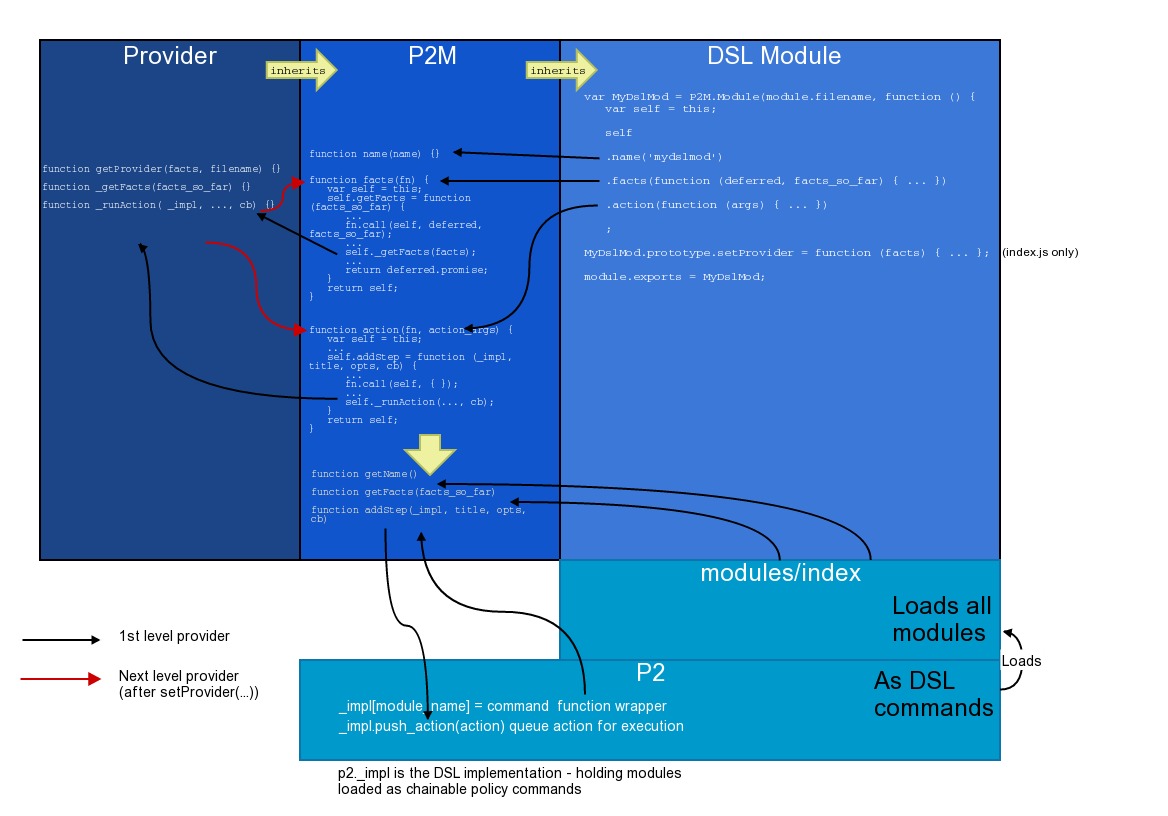 Provider
inherits
P2M
inherits
DSL Module
function getProvider(facts, filename) {}
function _getFacts(facts_so_far) {}
function _runAction( _impl, ..., cb) {}
function name(name) {}
function facts(fn) {
var self = this;
self.getFacts = function
(facts_so_far) {
...
fn.call(self, deferred,
facts_so_far);
...
self._getFacts(facts);
...
return deferred.promise;
}
return self;
}
function action(fn, action_args) {
var self = this;
...
self.addStep = function (_impl,
title, opts, cb) {
...
fn.call(self, { });
...
self._runAction(..., cb);
}
return self;
}
function getName()
function getFacts(facts_so_far)
function addStep(_impl, title, opts,
cb)
var MyDslMod = P2M.Module(module.filename, function () {
var self = this;
self
.name('mydslmod')
.facts(function (deferred, facts_so_far) { ... })
.action(function (args) { ... })
;
MyDslMod.prototype.setProvider = function (facts) { ... };
(index.js only)
module.exports = MyDslMod;
modules/index
Loads all
modules
Loads
P2
As DSL
commands
_impl[module_name] = command  function wrapper
_impl.push_action(action) queue action for execution
p2._impl is the DSL implementation - holding modules
loaded as chainable policy commands
1st level provider
Next level provider
(after setProvider(...))